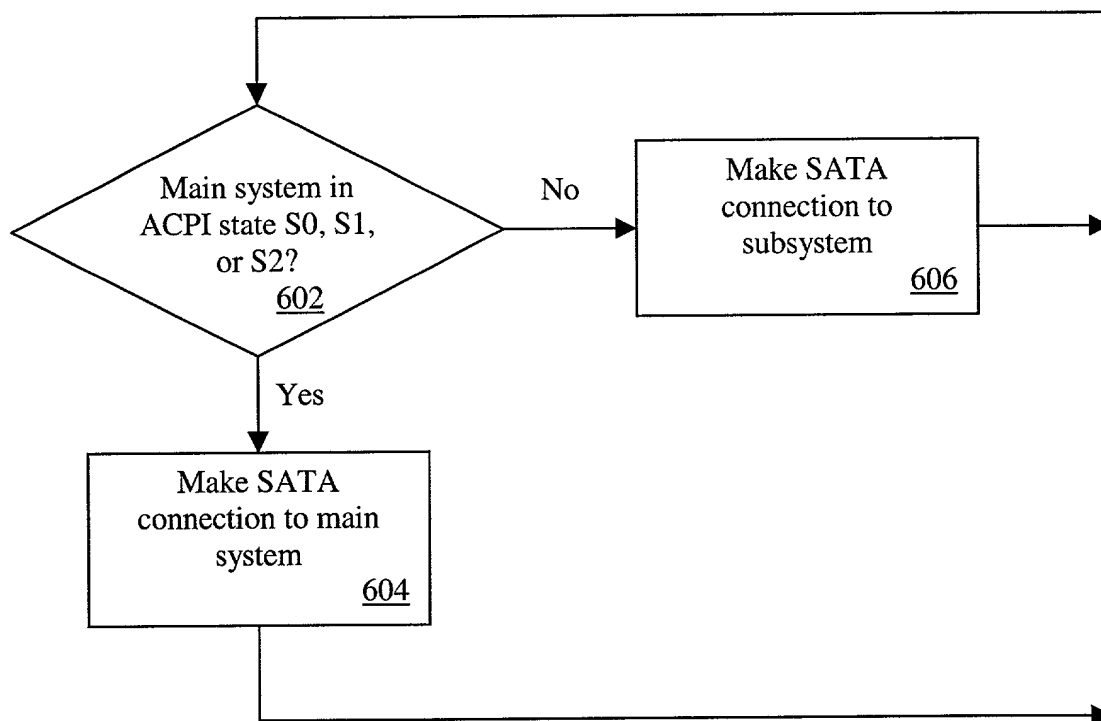 Main system in
ACPI state S0, S1,
or S2?
602
No
Make SATA
connection to
subsystem
606
Yes
Make SATA
connection to main
system
604